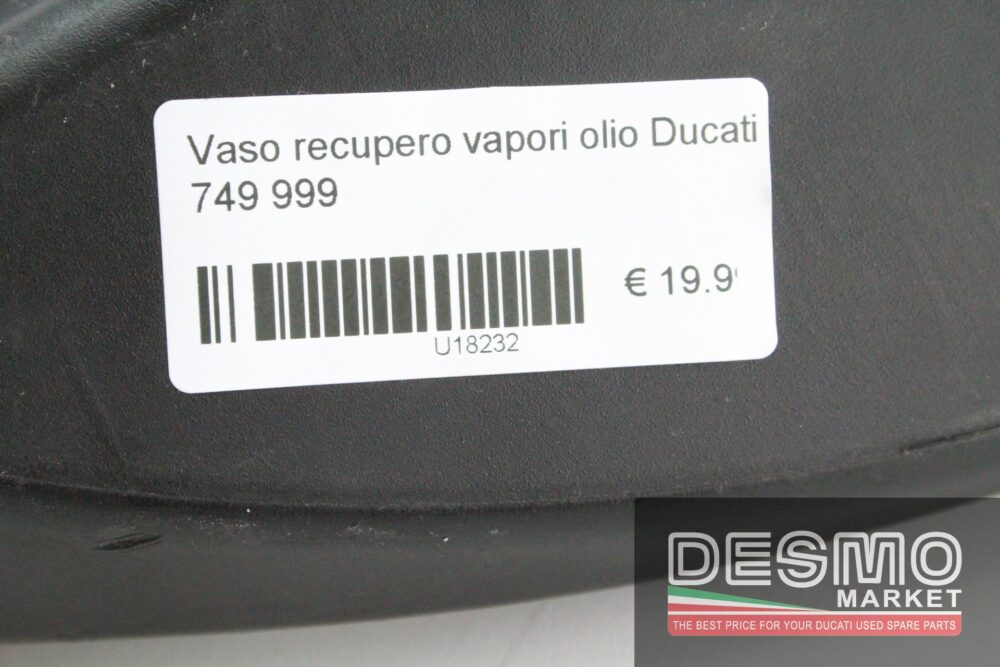 Vaso recupero vapori olio Ducati
749 999
€ 19.9
U18232
DESMO
MARKET
THE BEST PRICE FOR YOUR DUCATI USED SPARE PARTS